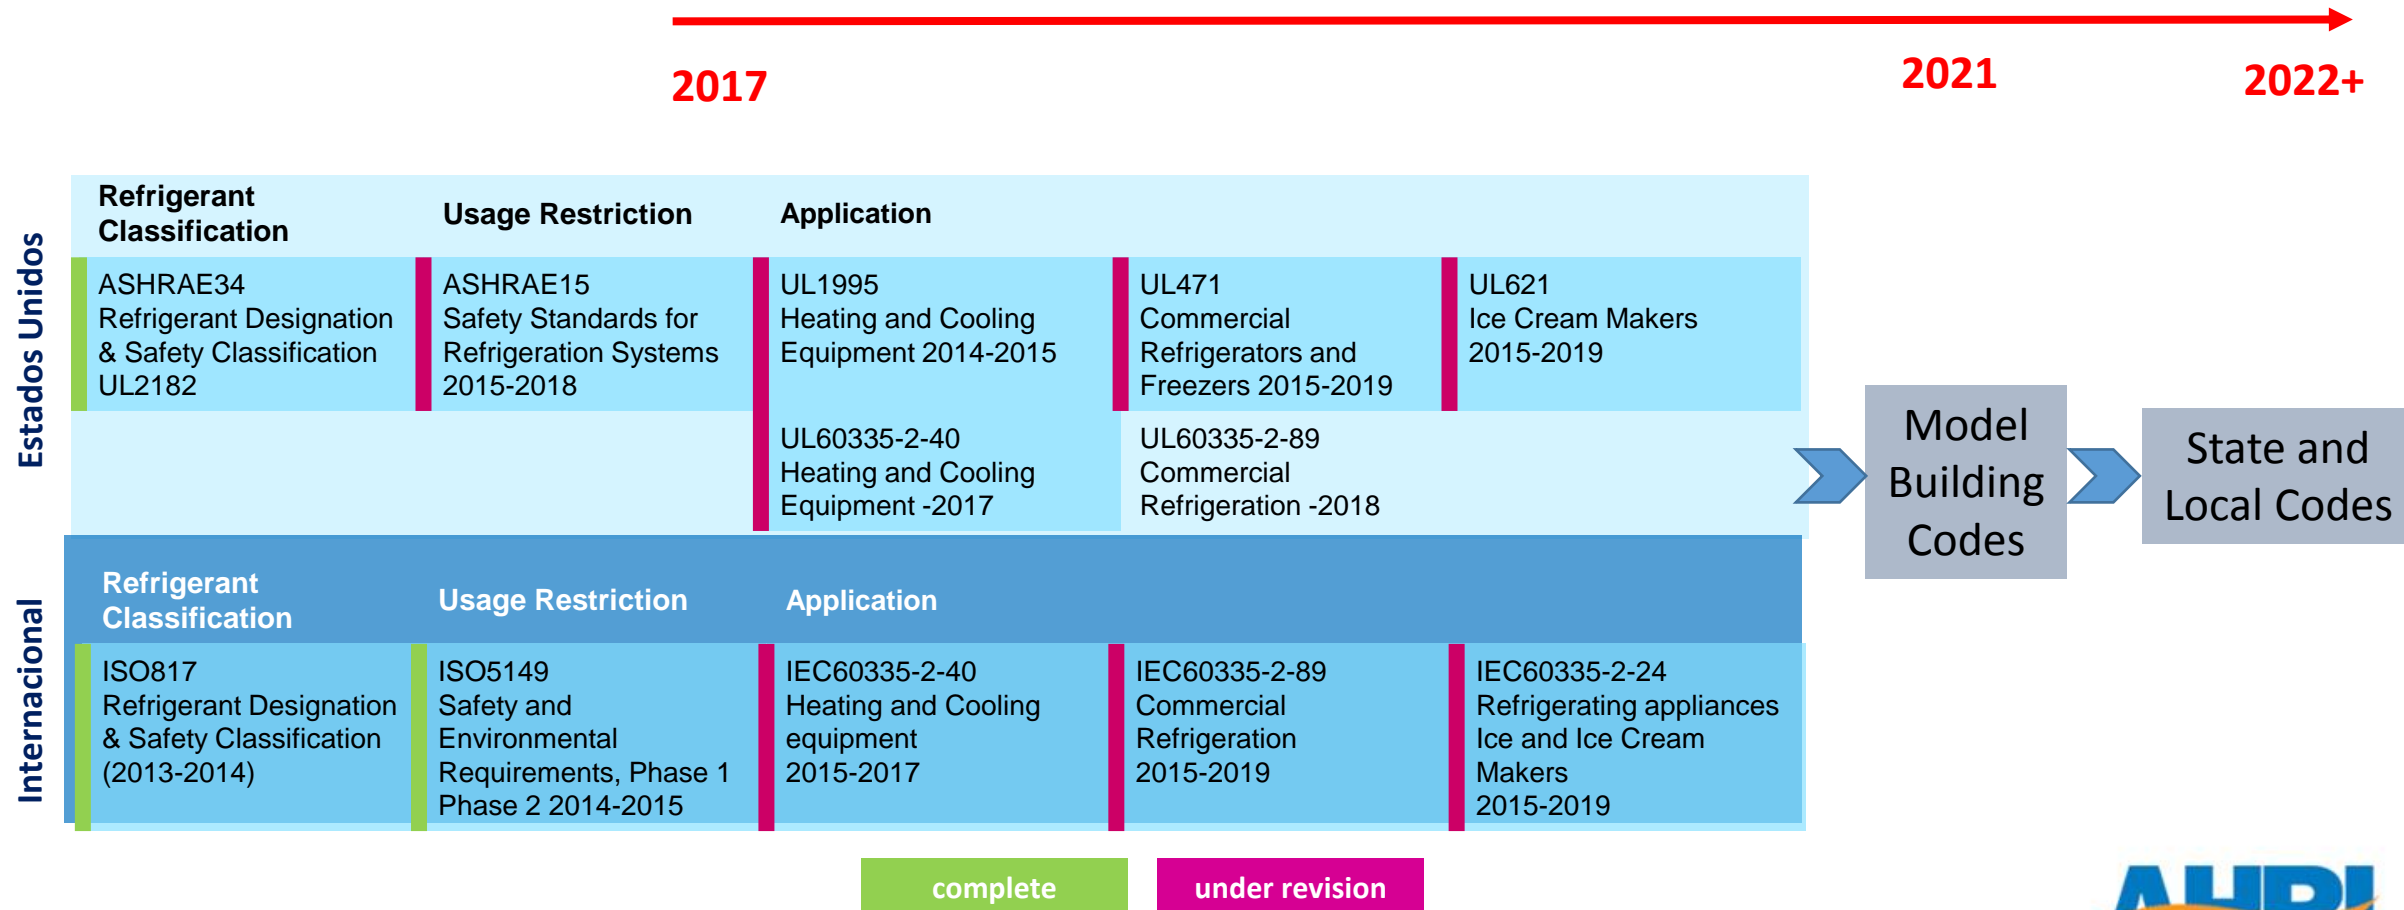 2017
2021
2022+
Estados Unidos
Refrigerant
Classification
Usage Restriction
Application
ASHRAE34
Refrigerant Designation
& Safety Classification
UL2182
ASHRAE15
Safety Standards for
Refrigeration Systems
2015-2018
UL1995
Heating and Cooling
Equipment 2014-2015
UL471
Commercial
Refrigerators and
Freezers 2015-2019
UL621
Ice Cream Makers
2015-2019
UL60335-2-40
Heating and Cooling
Equipment -2017
UL60335-2-89
Commercial
Refrigeration -2018
Model
Building
Codes
State and
Local Codes
Internacional
Refrigerant
Classification
Usage Restriction
Application
ISO817
Refrigerant Designation
& Safety Classification
(2013-2014)
ISO5149
Safety and
Environmental
Requirements, Phase 1
Phase 2 2014-2015
IEC60335-2-40
Heating and Cooling
equipment
2015-2017
IEC60335-2-89
Commercial
Refrigeration
2015-2019
IEC60335-2-24
Refrigerating appliances
Ice and Ice Cream
Makers
2015-2019
complete
under revision
AHRI